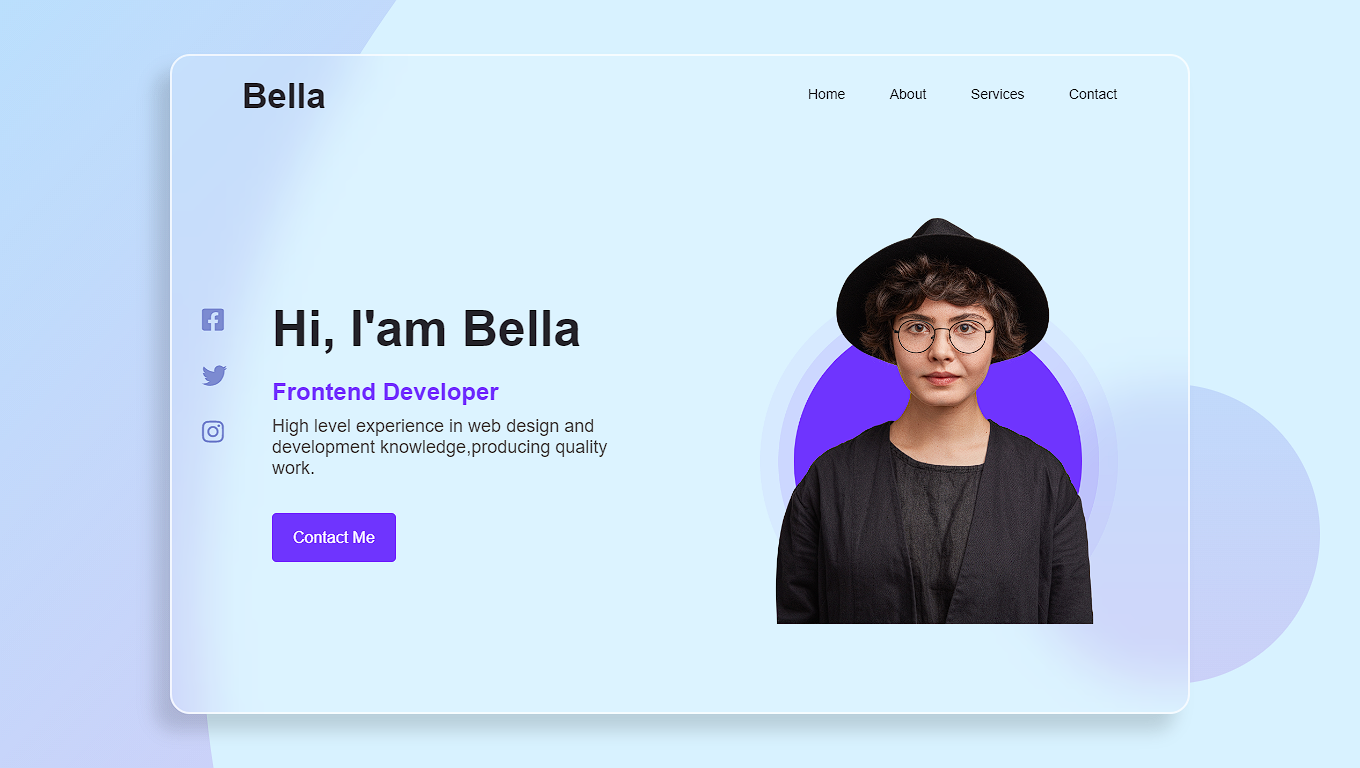 Bella
Home About Services Contact
Hi, I'am Bella
Frontend Developer
High level experience in web design and
development knowledge,producing quality
work.
Contact Me